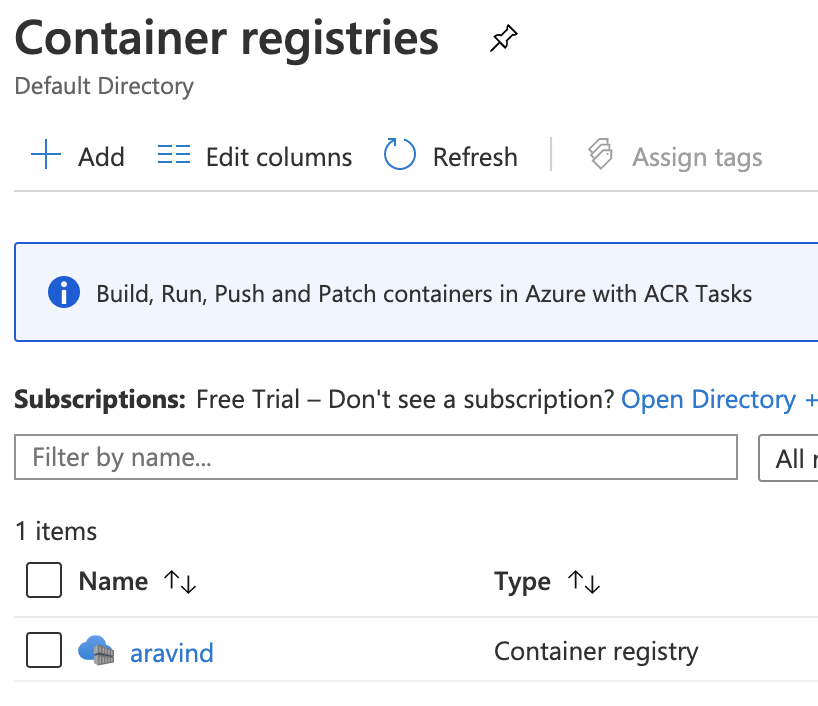 Container registries
Default Directory
Add Edit columns Refresh Assign tags
Build, Run, Push and Patch containers in Azure with ACR Tasks
Subscriptions: Free Trial – Don't see a subscription? Open Directory +
Filter by name... All
1 items
Name Type
aravind Container registry